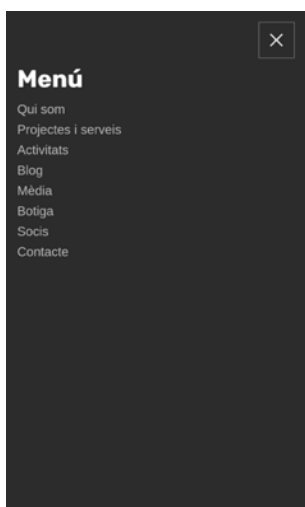 Menú
Qui som
Projectes i serveis
Activitats
Blog
Mèdia
Botiga
Socis
Contacte